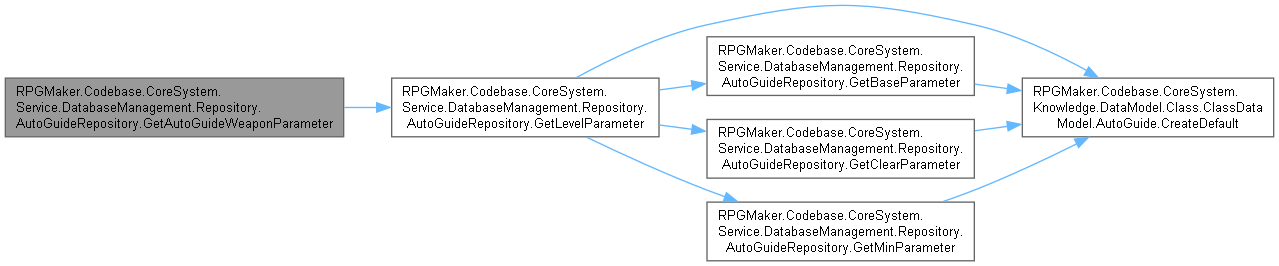 RPGMaker.Codebase.CoreSystem.
Service.DatabaseManagement.Repository.
AutoGuideRepository.GetAutoGuideWeaponParameter
RPGMaker.Codebase.CoreSystem.
Service.DatabaseManagement.Repository.
AutoGuideRepository.GetLevelParameter
RPGMaker.Codebase.CoreSystem.
Service.DatabaseManagement.Repository.
AutoGuideRepository.GetBaseParameter
RPGMaker.Codebase.CoreSystem.
Service.DatabaseManagement.Repository.
AutoGuideRepository.GetClearParameter
RPGMaker.Codebase.CoreSystem.
Service.DatabaseManagement.Repository.
AutoGuideRepository.GetMinParameter
RPGMaker.Codebase.CoreSystem.
Knowledge.DataModel.Class.ClassData
Model.AutoGuide.CreateDefault